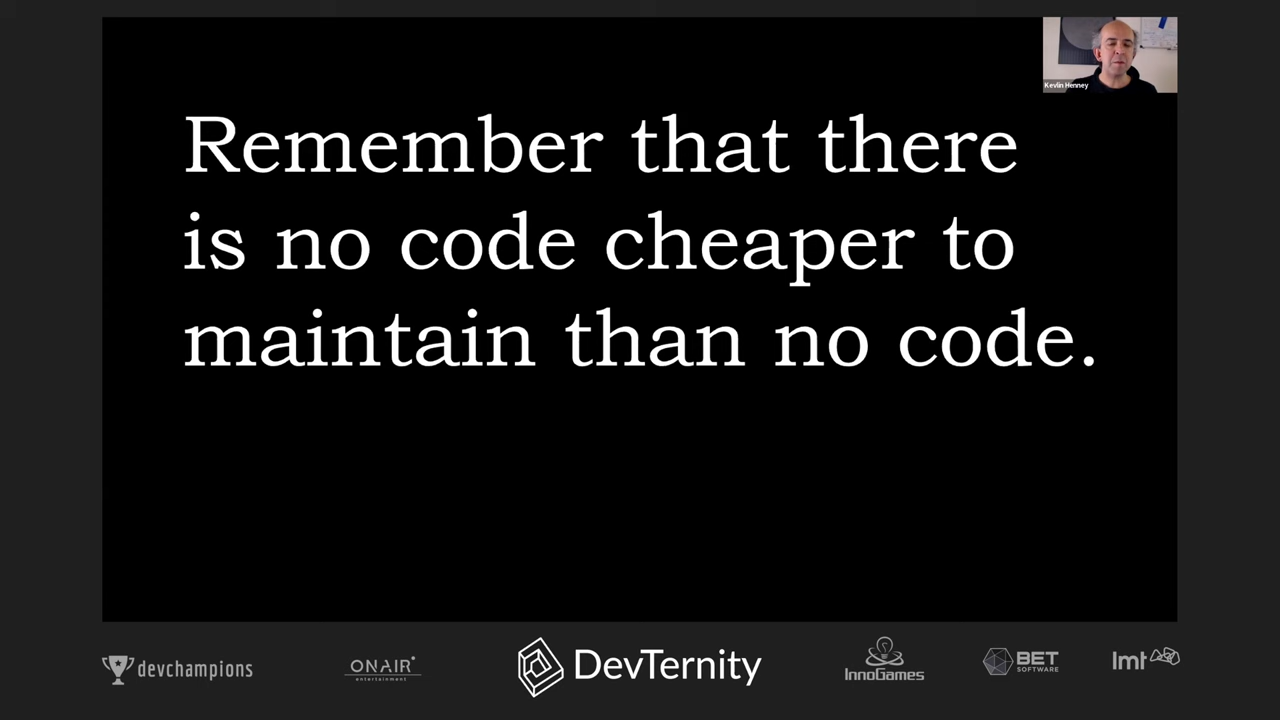 Kevlin Henney
Remember that there
is no code cheaper to
maintain than no code.
devchampions
ONAIR
entertainment
DevTernity
InnoGames
BET
SOFTWARE
lmt